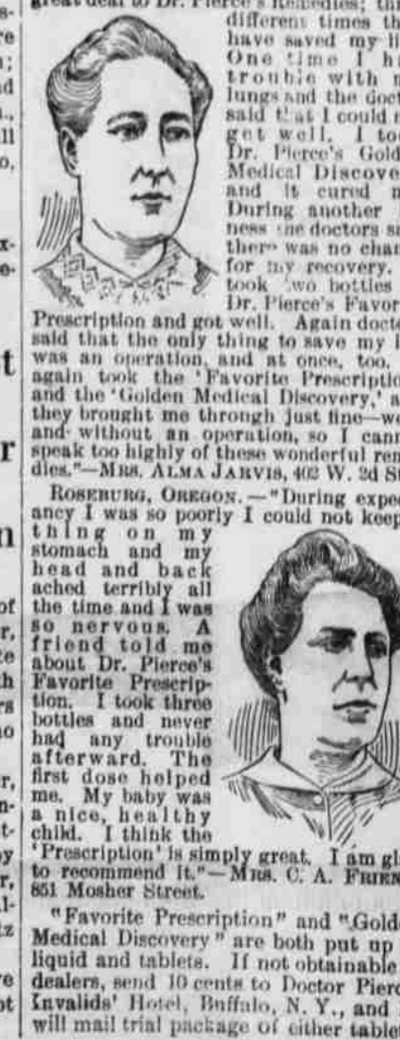 great deal to Dr. Pierce's Remedies;
different times th
have saved my li
One time I h
trouble with m
lungs and the doct
said that I could n
get well. I too
Dr. Pierce's Gold
Medical Discove
and it cured m
During another
ness the doctors sa
there was no chan
for my recovery.
took two bottles
Dr. Pierce's Favor
Prescription and got well. Again docto
said that the only thing to save my l
was an operation, and at once, too.
again took the 'Favorite Prescriptio
and the 'Golden Medical Discovery,' a
they brought me through just fine—we
and without an operation, so I cann
speak too highly of these wonderful rem
dies."—MRS. ALMA JARVIS, 402 W. 2d St
ROSEBURG, OREGON.—"During expec
ancy I was so poorly I could not keep
thing on my
stomach and my
head and back
ached terribly all
the time and I was
so nervous. A
friend told me
about Dr. Pierce's
Favorite Prescrip-
tion. I took three
bottles and never
had any trouble
afterward. The
first dose helped
me. My baby was
a nice, healthy
child. I think the
'Prescription' is simply great. I am gl
to recommend it."—MRS. C. A. FRIEN
851 Mosher Street.
"Favorite Prescription" and "Gold
Medical Discovery" are both put up
liquid and tablets. If not obtainable
dealers, send 10 cents to Doctor Pierc
Invalids' Hotel, Buffalo, N. Y., and
will mail trial package of either tablet